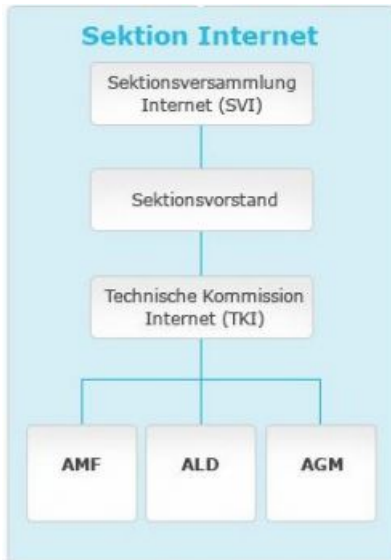 Sektion Internet
Sektionsversammlung
Internet (SVI)
Sektionsvorstand
Technische Kommission
Internet (TKI)
AMF
ALD
AGM